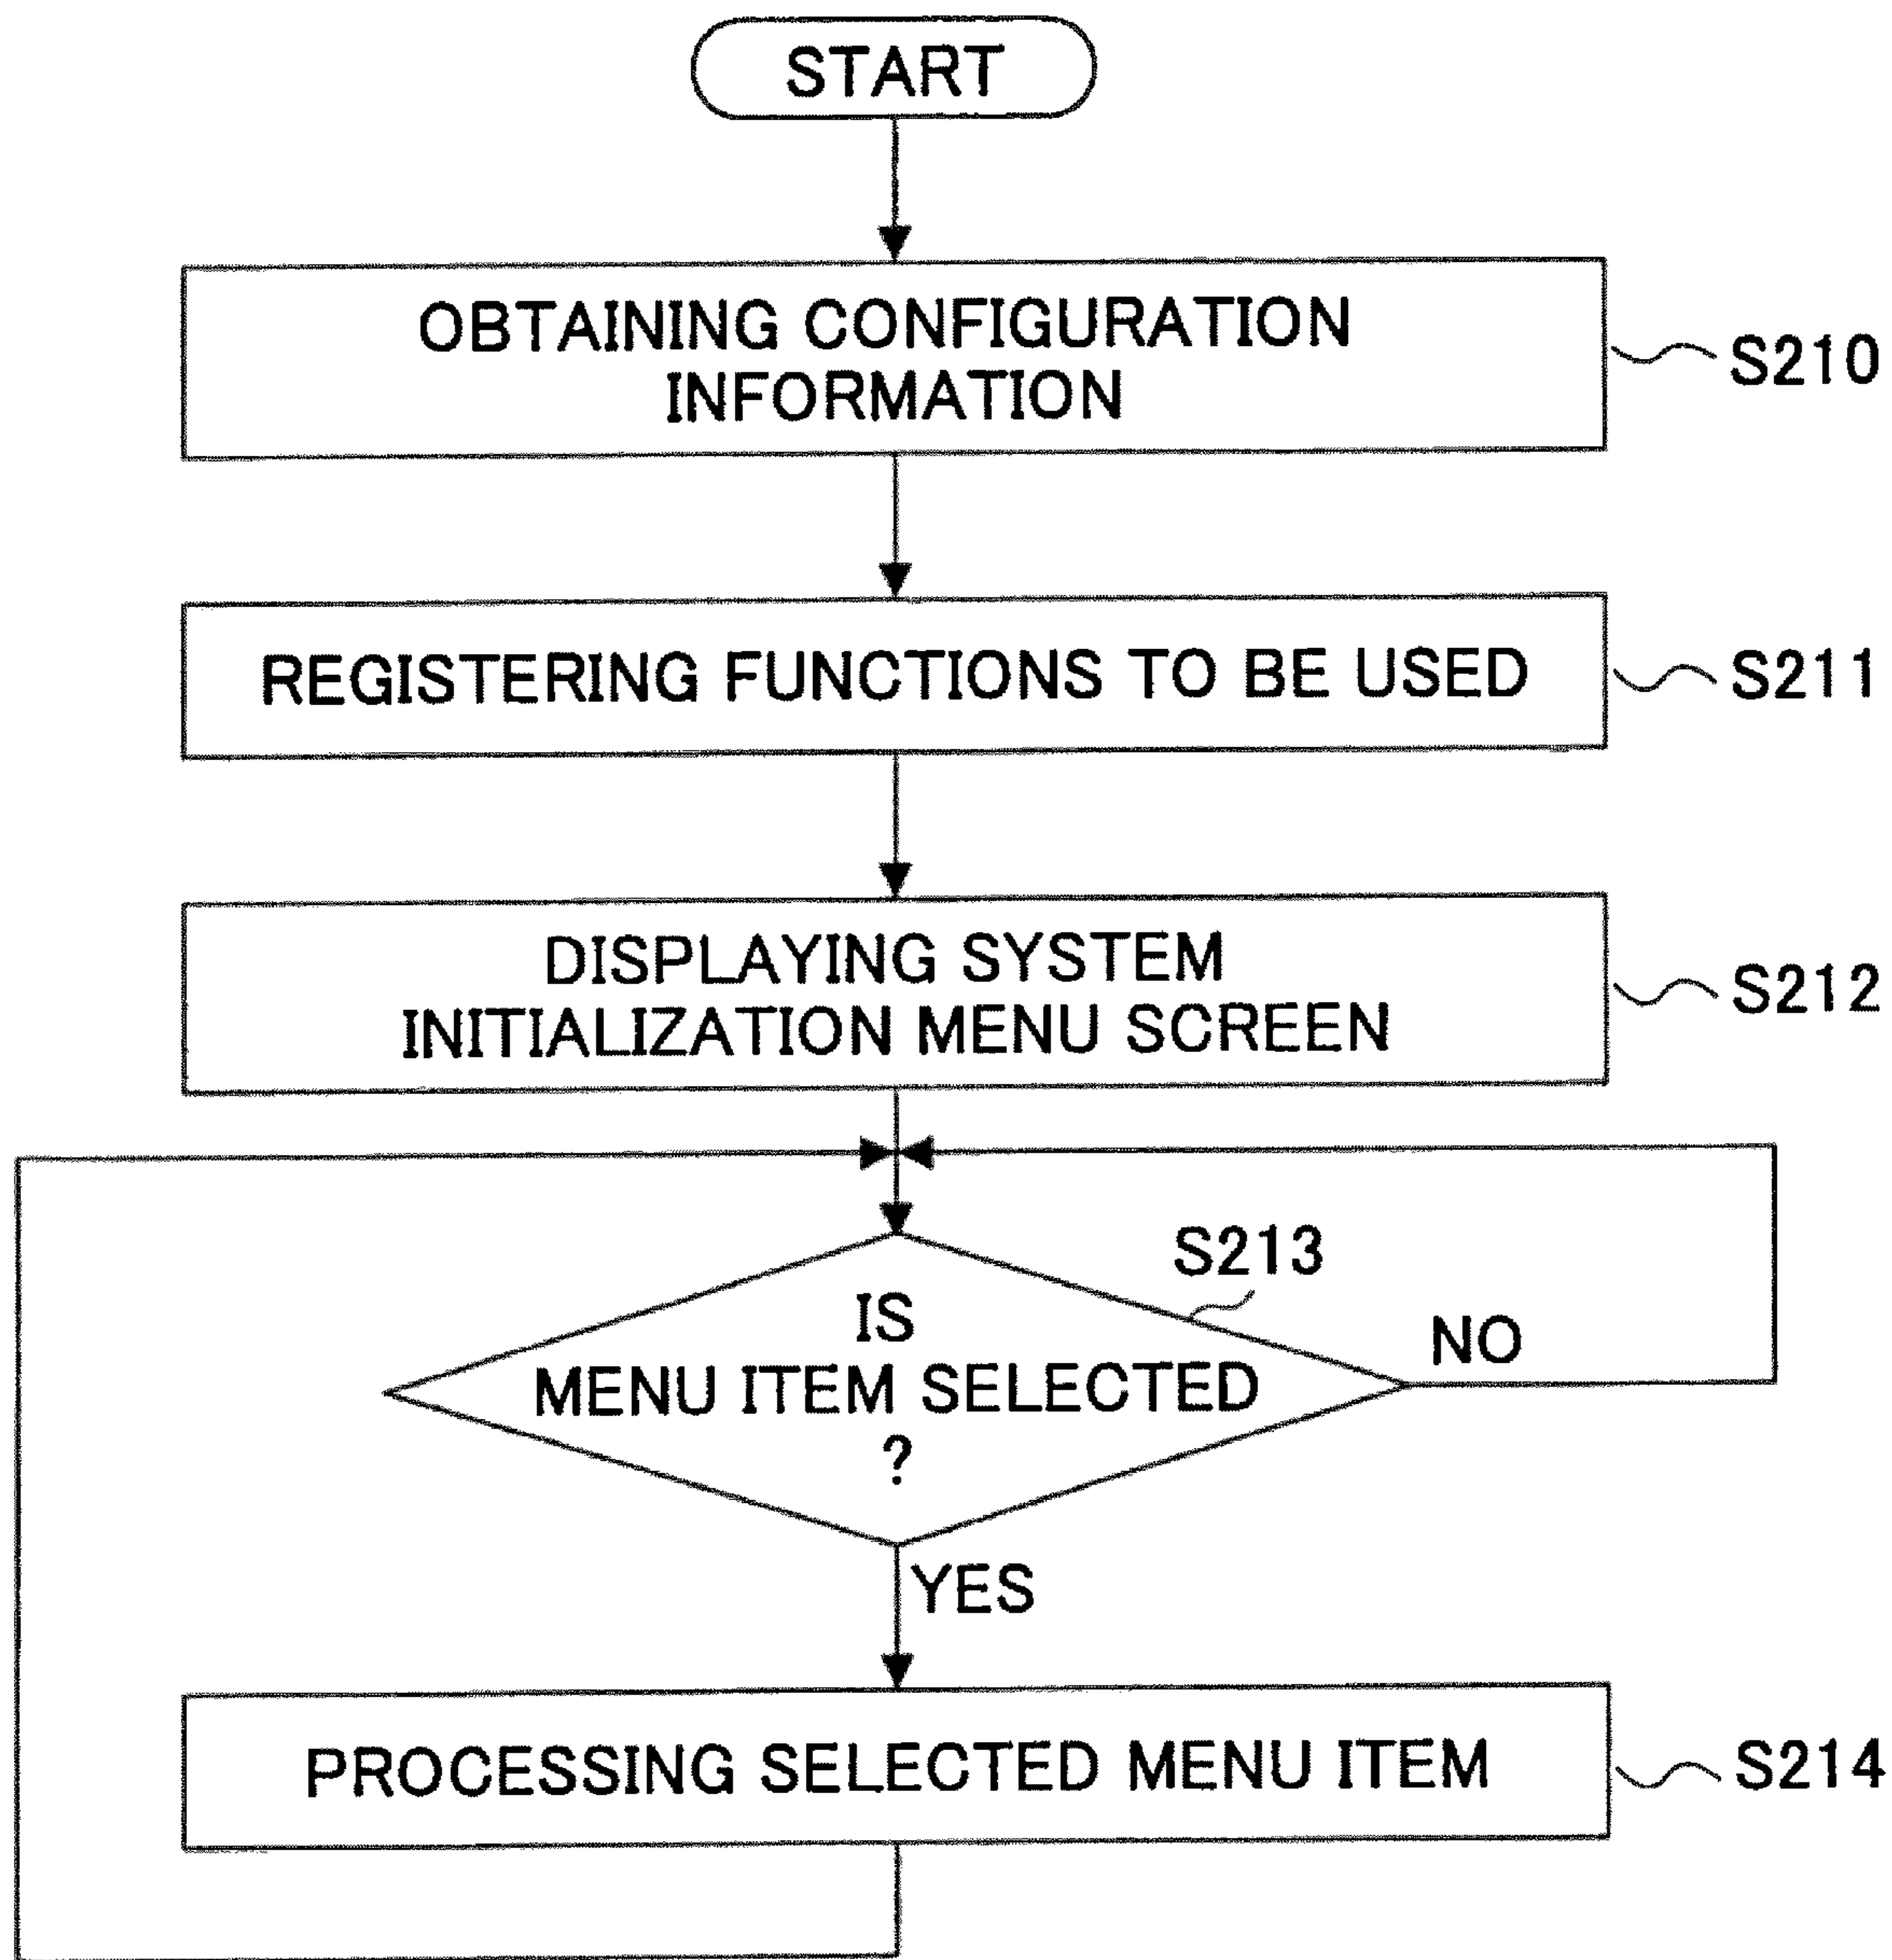 START
OBTAINING CONFIGURATION
INFORMATION
S210
REGISTERING FUNCTIONS TO BE USED
S211
DISPLAYING SYSTEM
INITIALIZATION MENU SCREEN
S212
S213
IS
MENU ITEM SELECTED
?
NO
YES
PROCESSING SELECTED MENU ITEM
S214